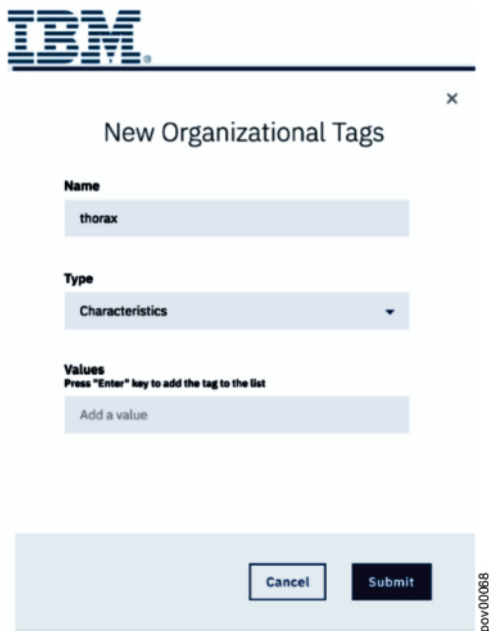 IBM®
×
New Organizational Tags
Name
thorax
Type
Characteristics
Values
Press "Enter" key to add the tag to the list
Add a value
Cancel Submit
pov00068